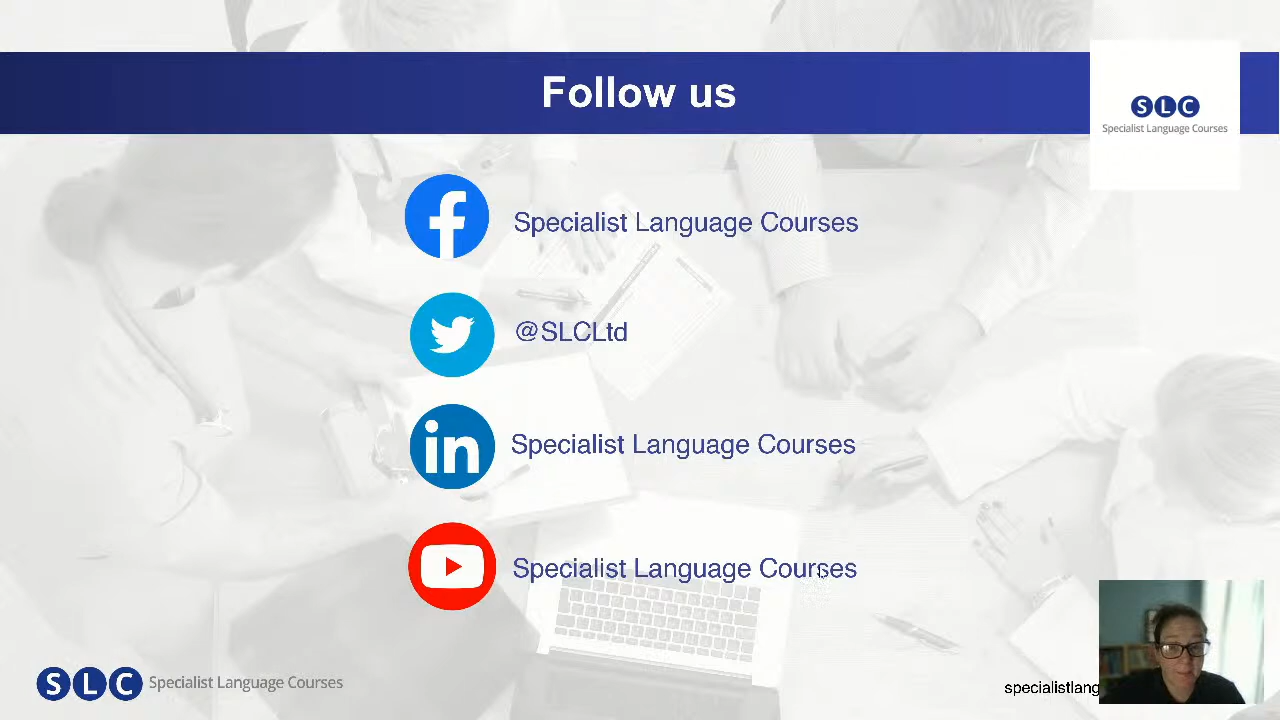 Follow us
SLC
Specialist Language Courses
Specialist Language Courses
@SLCLtd
in
Specialist Language Courses
Specialist Language Courses
SLC Specialist Language Courses
specialistlang